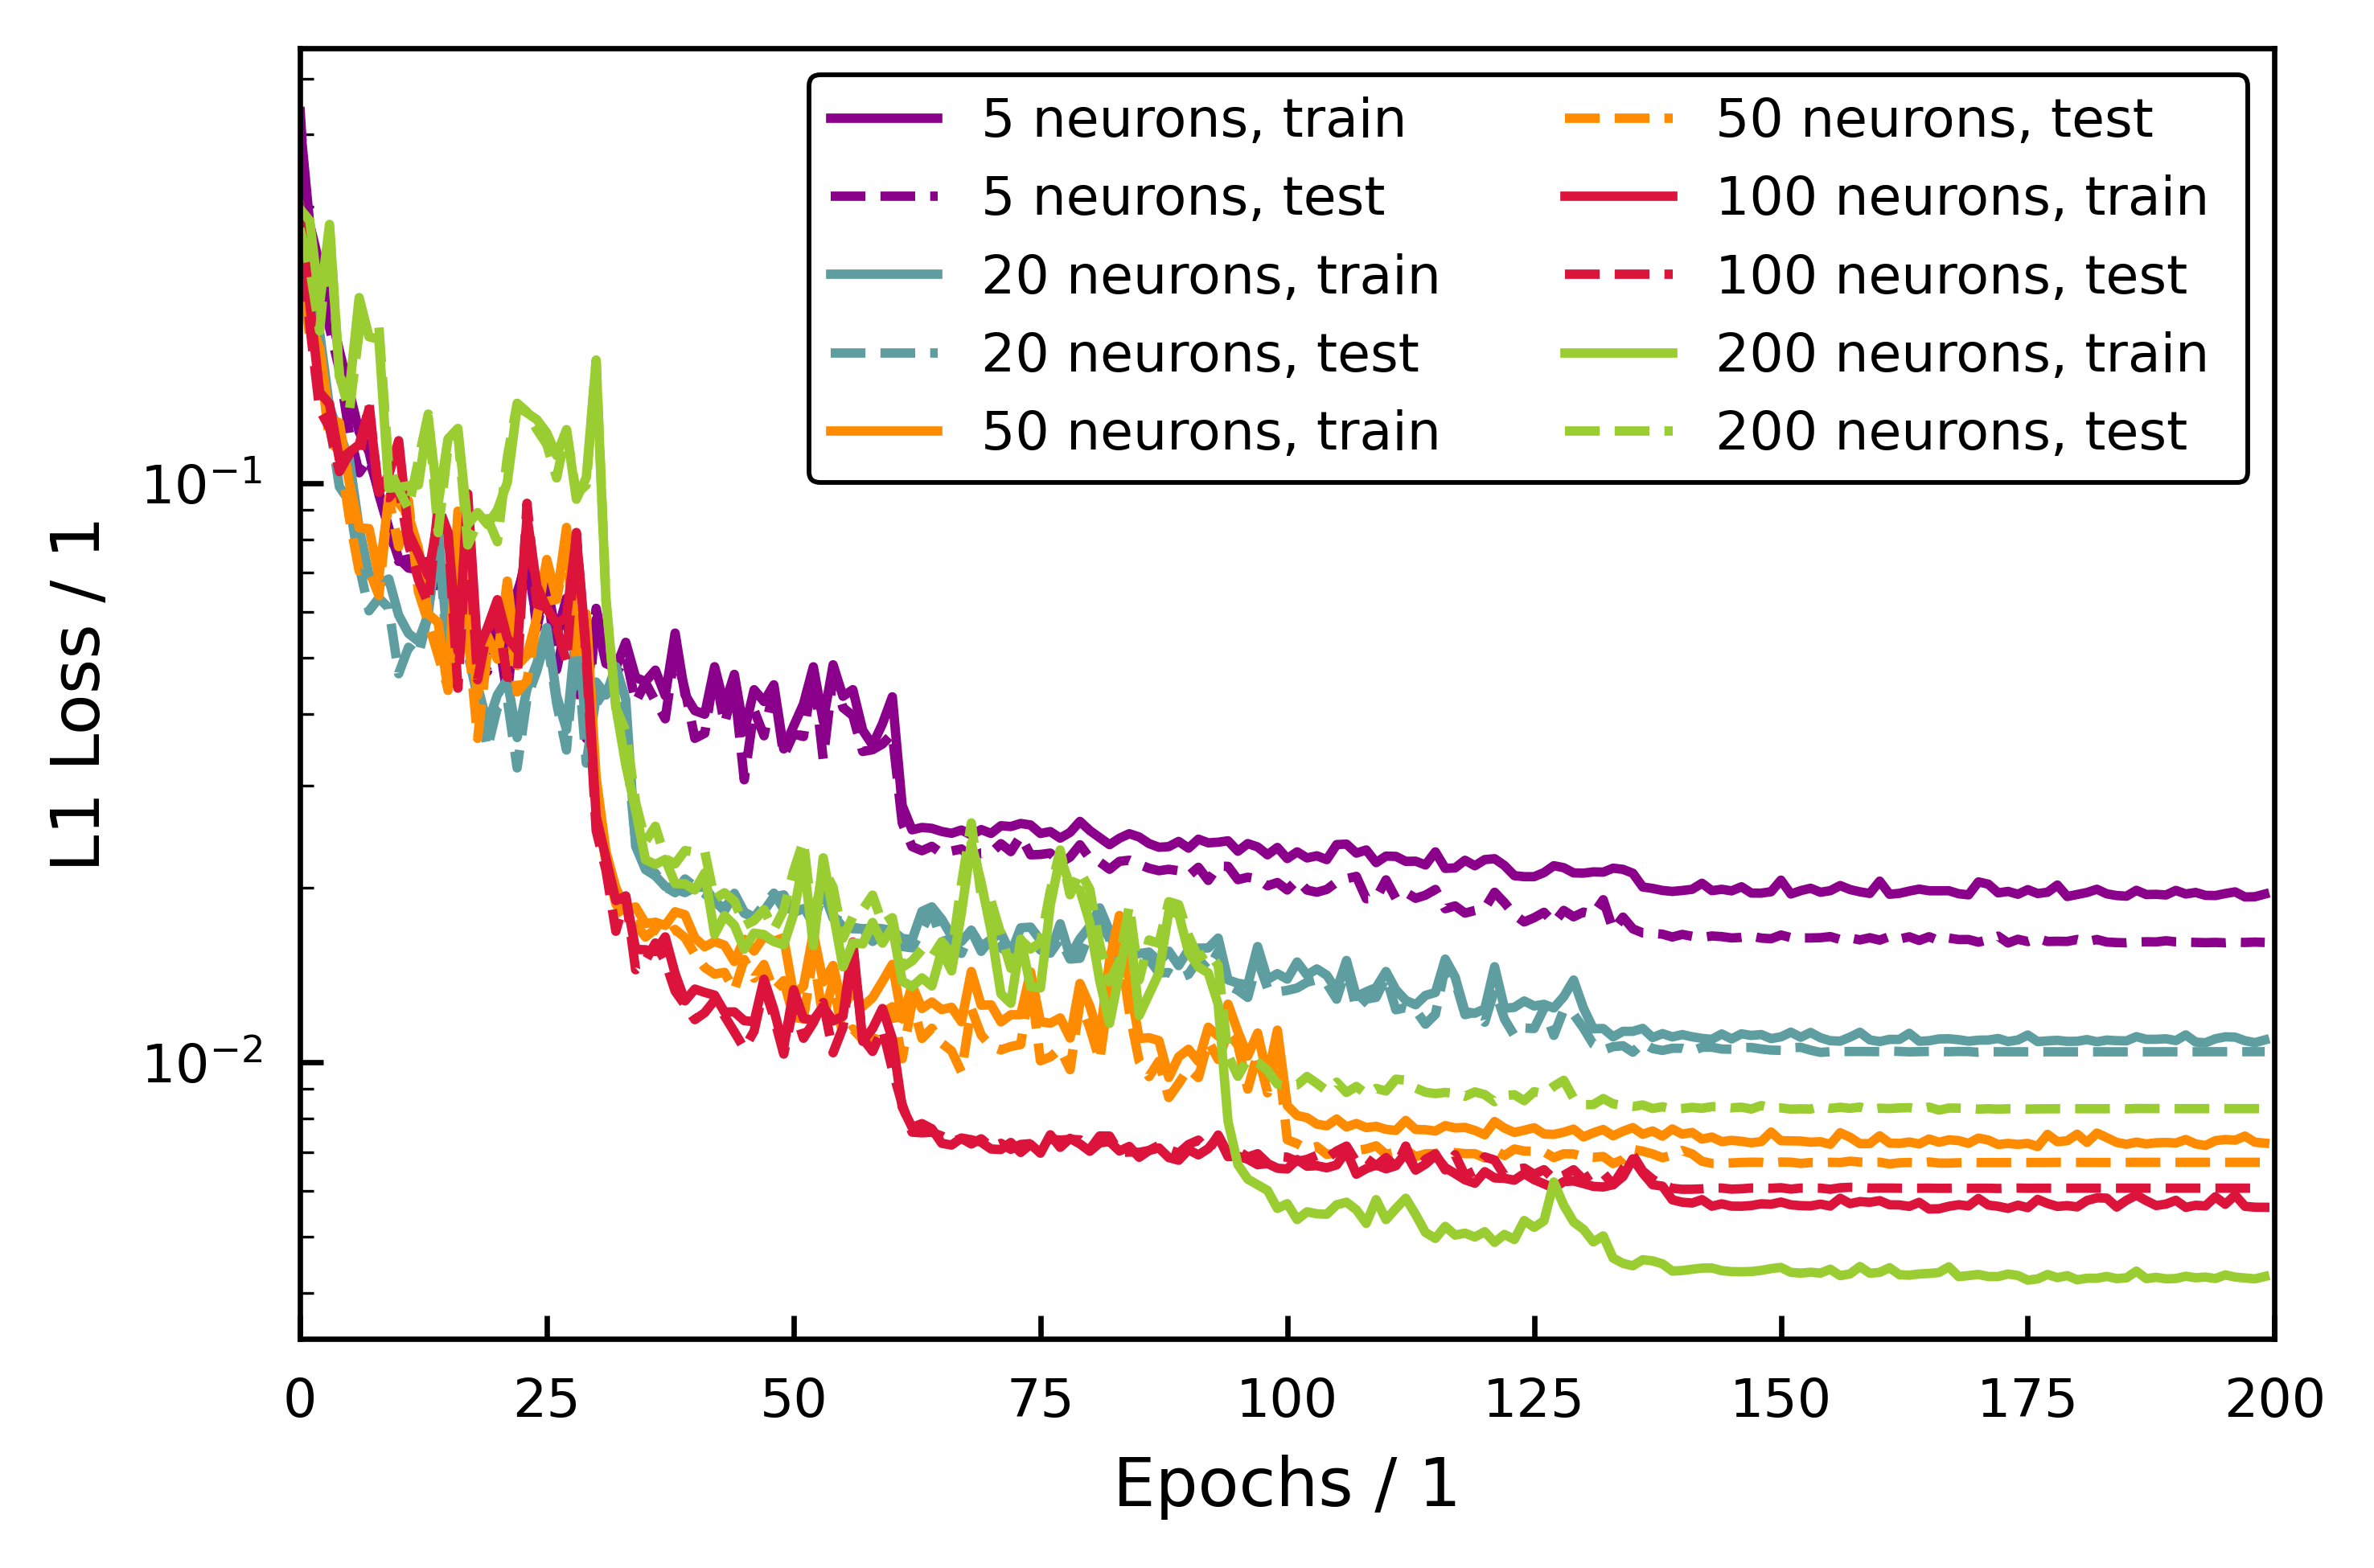 5 neurons, train
5 neurons, test
20 neurons, train
20 neurons, test
50 neurons, train
50 neurons, test
100 neurons, train
100 neurons, test
200 neurons, train
200 neurons, test
L1 Loss / 1
10⁻¹
10⁻²
0 25 50 75 100 125 150 175 200
Epochs / 1